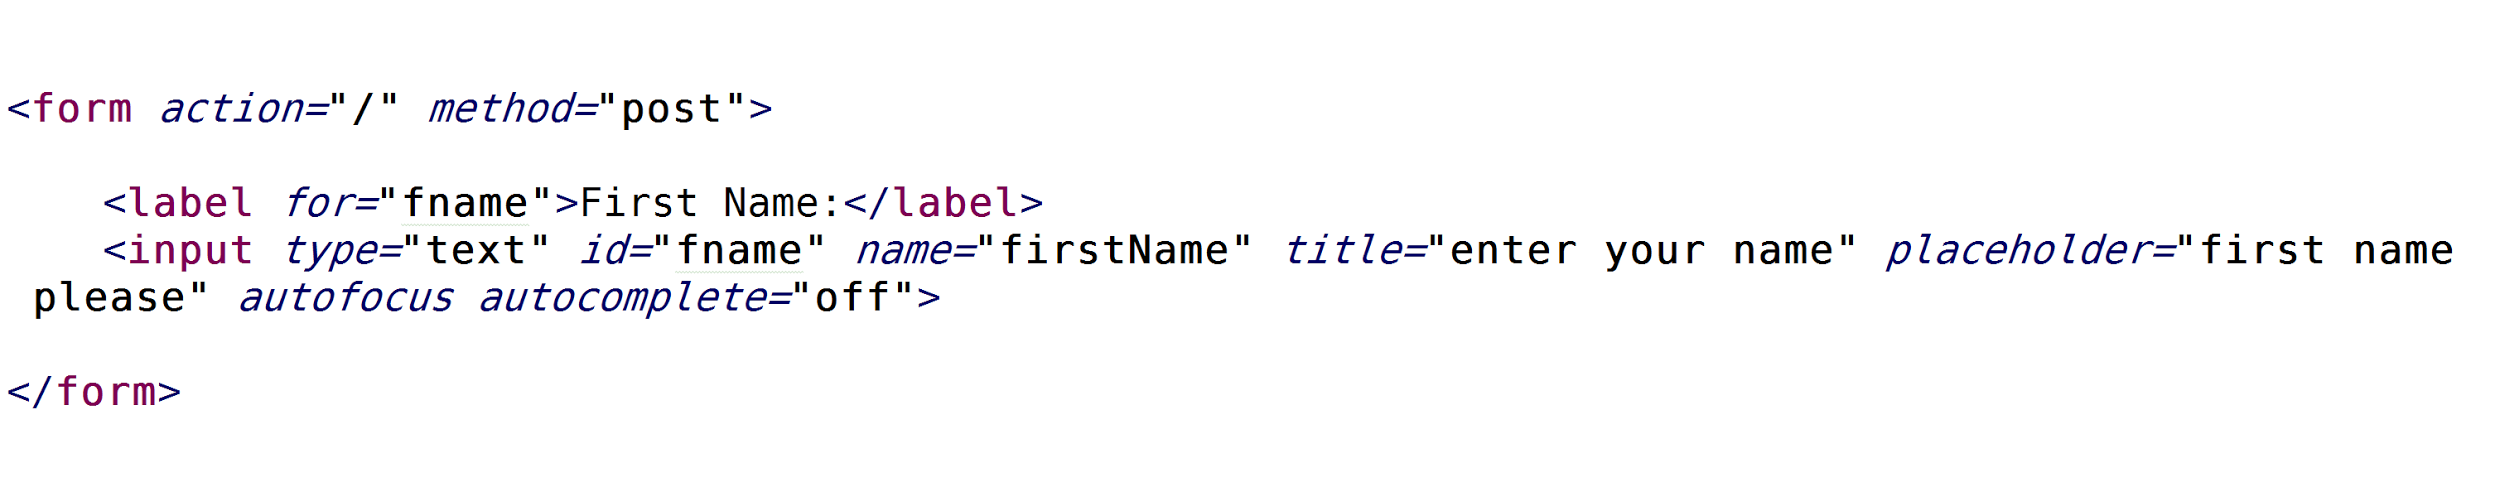 <form action="/" method="post">
<label for="fname">First Name:</label>
<input type="text" id="fname" name="firstName" title="enter your name" placeholder="first name
please" autofocus autocomplete="off">
</form>